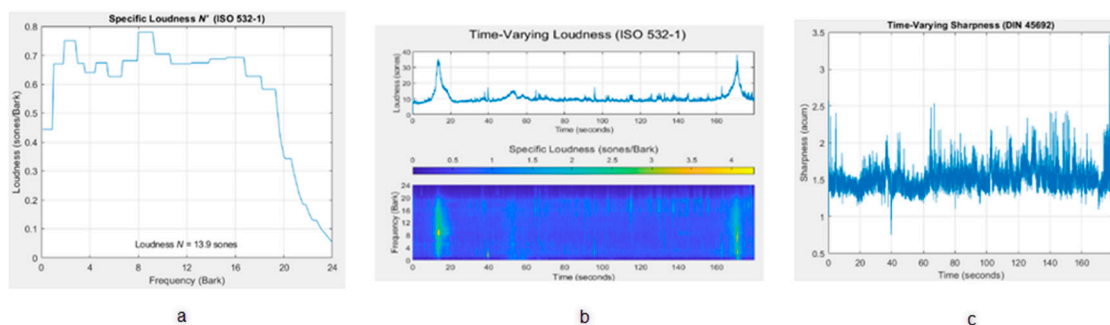 Specific Loudness N' (ISO 532-1)
Loudness (sones/Bark)
0.8
0.7
0.6
0.5
0.4
0.3
0.2
0.1
0
Loudness N = 13.9 sones
0 4 8 12 16 20 24
Frequency (Bark)
a
Time-Varying Loudness (ISO 532-1)
Loudness (sones)
40
30
20
10
0
0 20 40 60 80 100 120 140 160
Time (seconds)
Specific Loudness (sones/Bark)
0 0.5 1 1.5 2 2.5 3 3.5 4
Frequency (Bark)
24
20
16
12
8
4
0
0 20 40 60 80 100 120 140 160
Time (seconds)
b
Time-Varying Sharpness (DIN 45692)
Sharpness (acum)
3.5
3
2.5
2
1.5
1
0.5
0 20 40 60 80 100 120 140 160
Time (seconds)
c